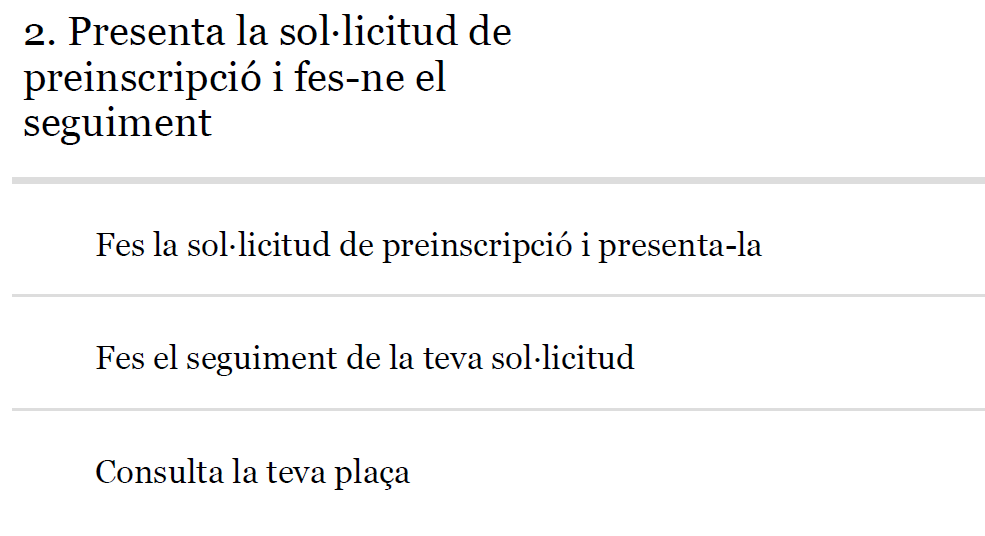 2. Presenta la sol·licitud de
preinscripció i fes-ne el
seguiment
Fes la sol·licitud de preinscripció i presenta-la
Fes el seguiment de la teva sol·licitud
Consulta la teva plaça